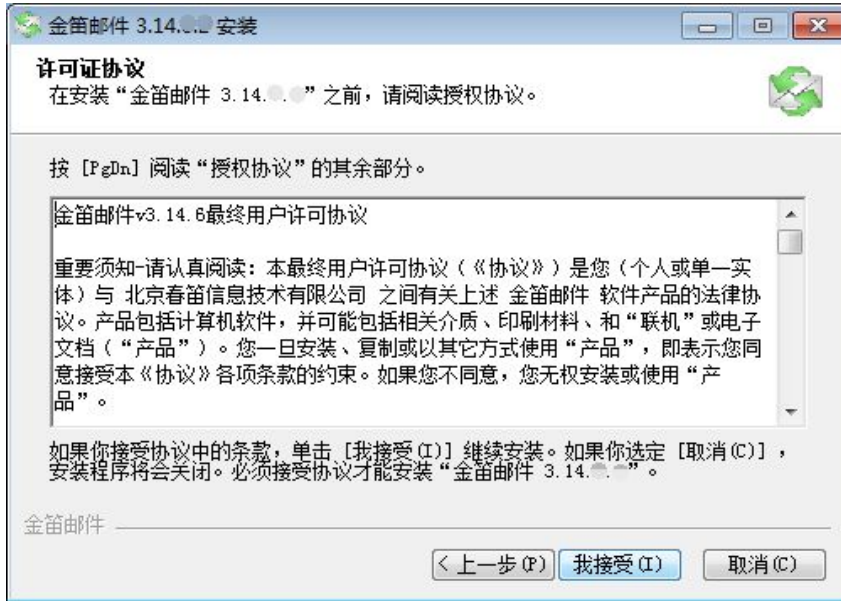 金笛邮件 3.14. 安装
许可证协议
在安装“金笛邮件 3.14. . ”之前，请阅读授权协议。
按 [PgDn] 阅读“授权协议”的其余部分。
金笛邮件v3.14.6最终用户许可协议
重要须知-请认真阅读：本最终用户许可协议（《协议》）是您（个人或单一实
体）与 北京春笛信息技术有限公司 之间有关上述 金笛邮件 软件产品的法律协
议。产品包括计算机软件，并可能包括相关介质、印刷材料、和“联机”或电子
文档（“产品”）。您一旦安装、复制或以其它方式使用“产品”，即表示您同
意接受本《协议》各项条款的约束。如果您不同意，您无权安装或使用“产
品”。
如果你接受协议中的条款，单击 [我接受(I)] 继续安装。如果你选定 [取消(C)] ，
安装程序将会关闭。必须接受协议才能安装“金笛邮件 3.14. . ”。
金笛邮件
< 上一步(P) 我接受(I) 取消(C)